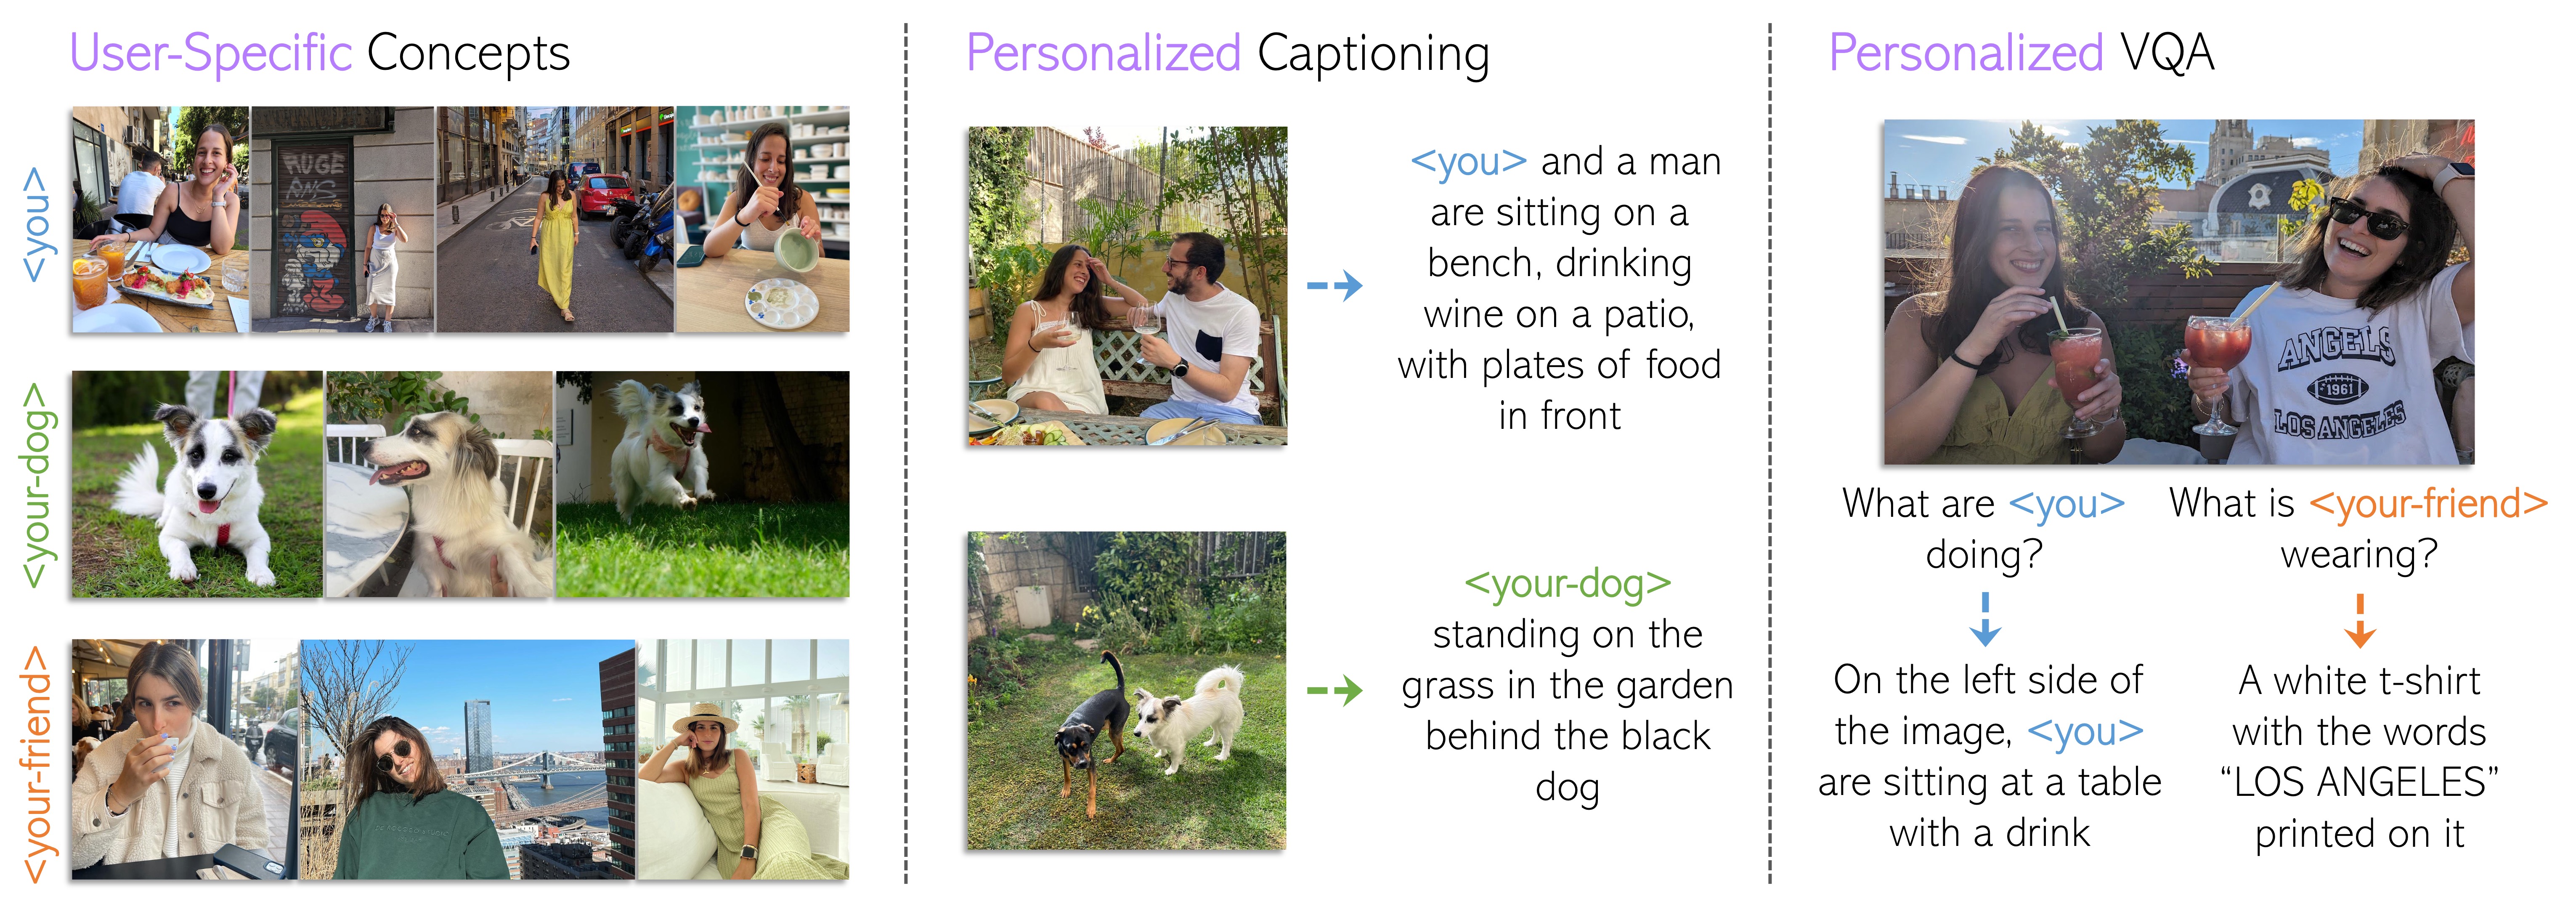 User-Specific Concepts
<you>
RUGE
<your-dog>
<your-friend>
Personalized Captioning
<you> and a man
are sitting on a
bench, drinking
wine on a patio,
with plates of food
in front
<your-dog>
standing on the
grass in the garden
behind the black
dog
Personalized VQA
ANGELS
1961
LOS ANGELES
What are <you>
doing?
What is <your-friend>
wearing?
On the left side of
the image, <you>
are sitting at a table
with a drink
A white t-shirt
with the words
“LOS ANGELES”
printed on it